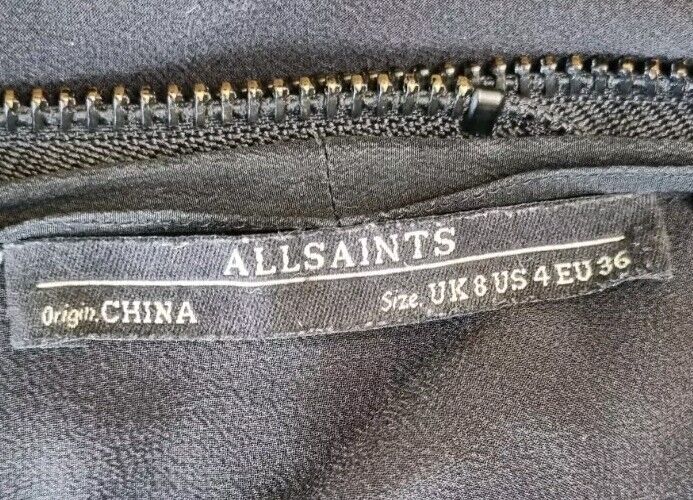 ALLSAINTS
Origin. CHINA
Size. UK 8 US 4 EU 36